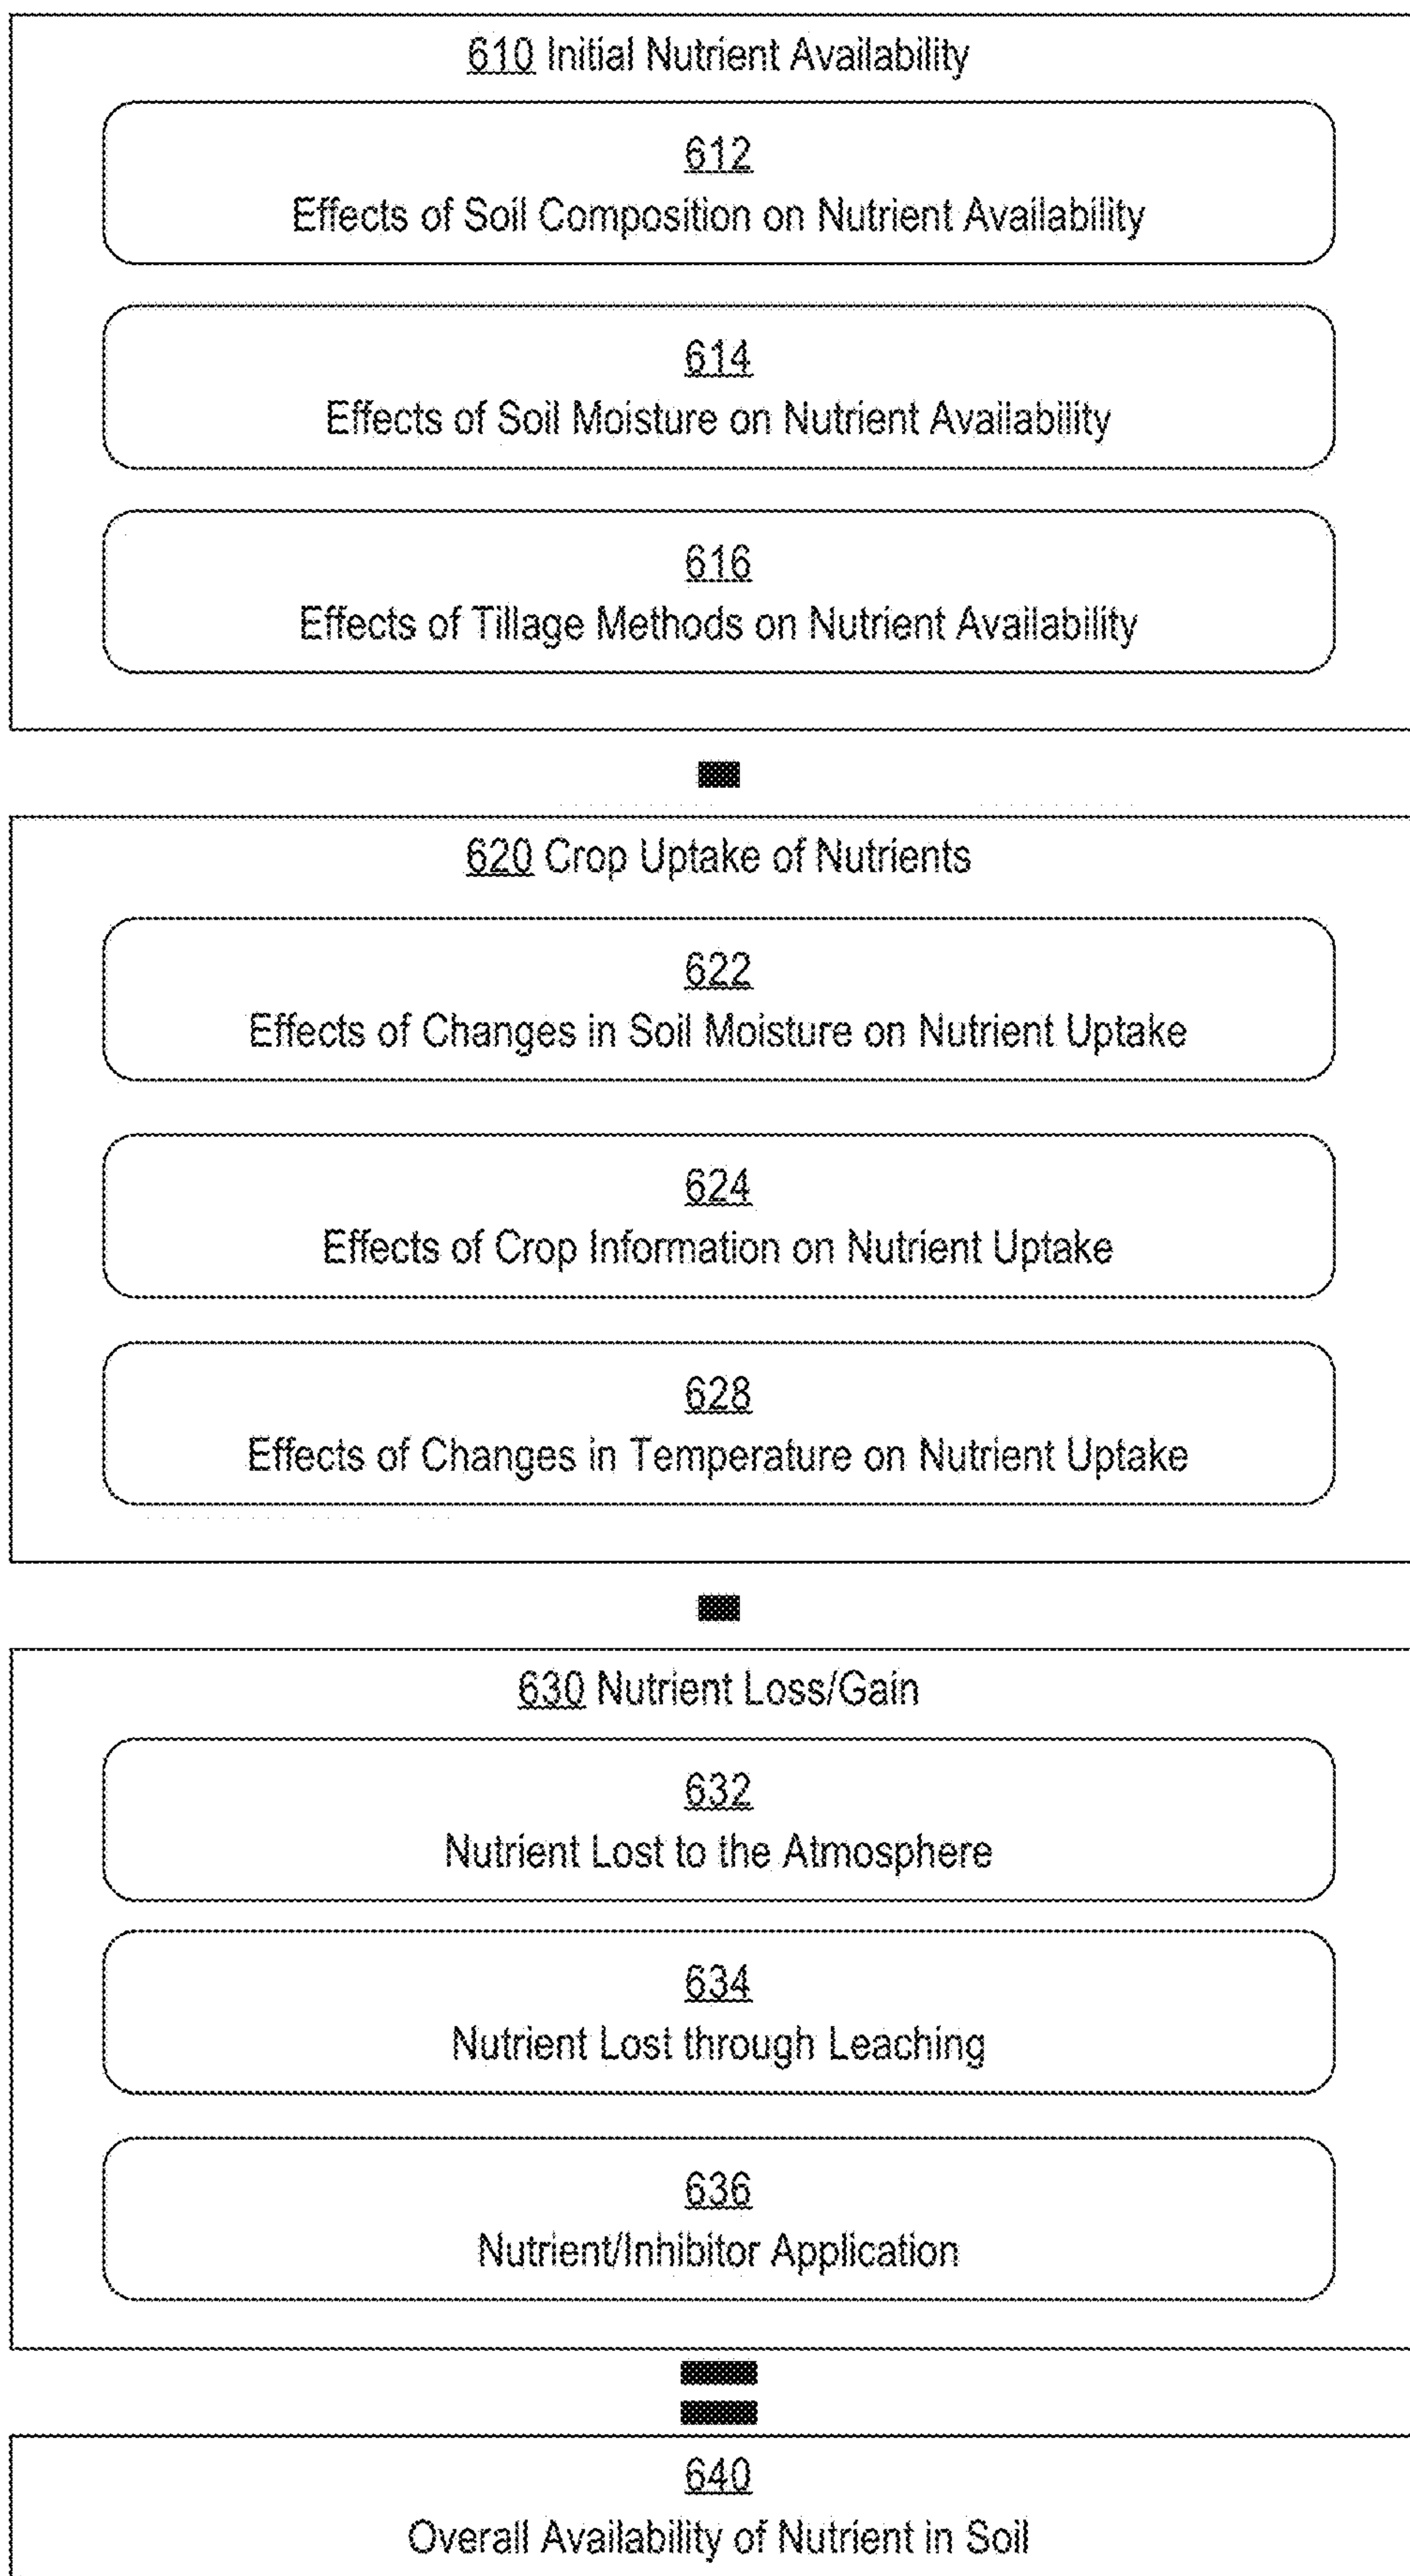 610 Initial Nutrient Availability
612
Effects of Soil Composition on Nutrient Availability
614
Effects of Soil Moisture on Nutrient Availability
616
Effects of Tillage Methods on Nutrient Availability
620 Crop Uptake of Nutrients
622
Effects of Changes in Soil Moisture on Nutrient Uptake
624
Effects of Crop Information on Nutrient Uptake
628
Effects of Changes in Temperature on Nutrient Uptake
630 Nutrient Loss/Gain
632
Nutrient Lost to the Atmosphere
634
Nutrient Lost through Leaching
636
Nutrient/Inhibitor Application
640
Overall Availability of Nutrient in Soil